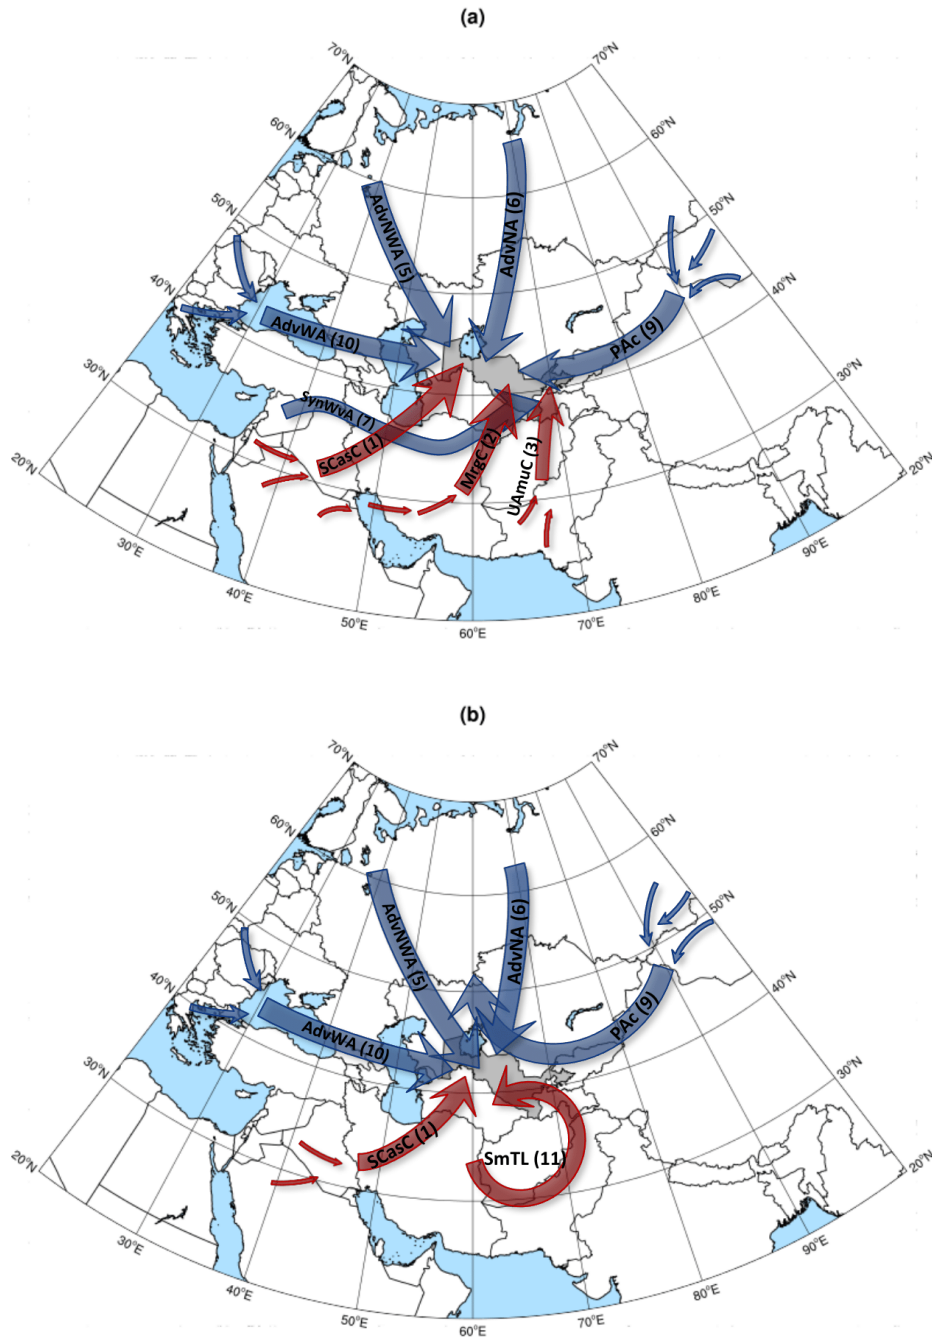 (a)
70°N
70°N
60°N
60°N
50°N
50°N
40°N
40°N
30°N
20°N
20°N
30°E
40°E
50°E
60°E
70°E
80°E
90°E
AdvNWA (5)
AdvNA (6)
AdvWA (10)
PAc (9)
SynWvA (7)
SCasC (1)
MrgC (2)
UAmuC (3)
(b)
70°N
70°N
60°N
60°N
50°N
50°N
40°N
40°N
30°N
30°N
20°N
20°N
30°E
40°E
50°E
60°E
70°E
80°E
90°E
AdvNWA (5)
AdvNA (6)
AdvWA (10)
PAc (9)
SCasC (1)
SmTL (11)